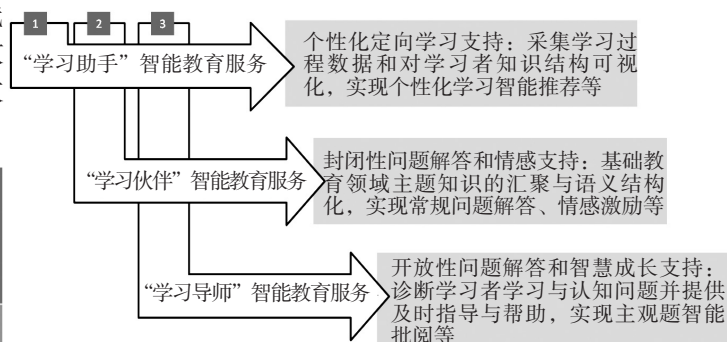 1 2 3
“学习助手”智能教育服务
个性化定向学习支持：采集学习过
程数据和对学习者知识结构可视
化，实现个性化学习智能推荐等
“学习伙伴”智能教育服务
封闭性问题解答和情感支持：基础教
育领域主题知识的汇聚与语义结构
化，实现常规问题解答、情感激励等
“学习导师”智能教育服务
开放性问题解答和智慧成长支持：
诊断学习者学习与认知问题并提供
及时指导与帮助，实现主观题智能
批阅等